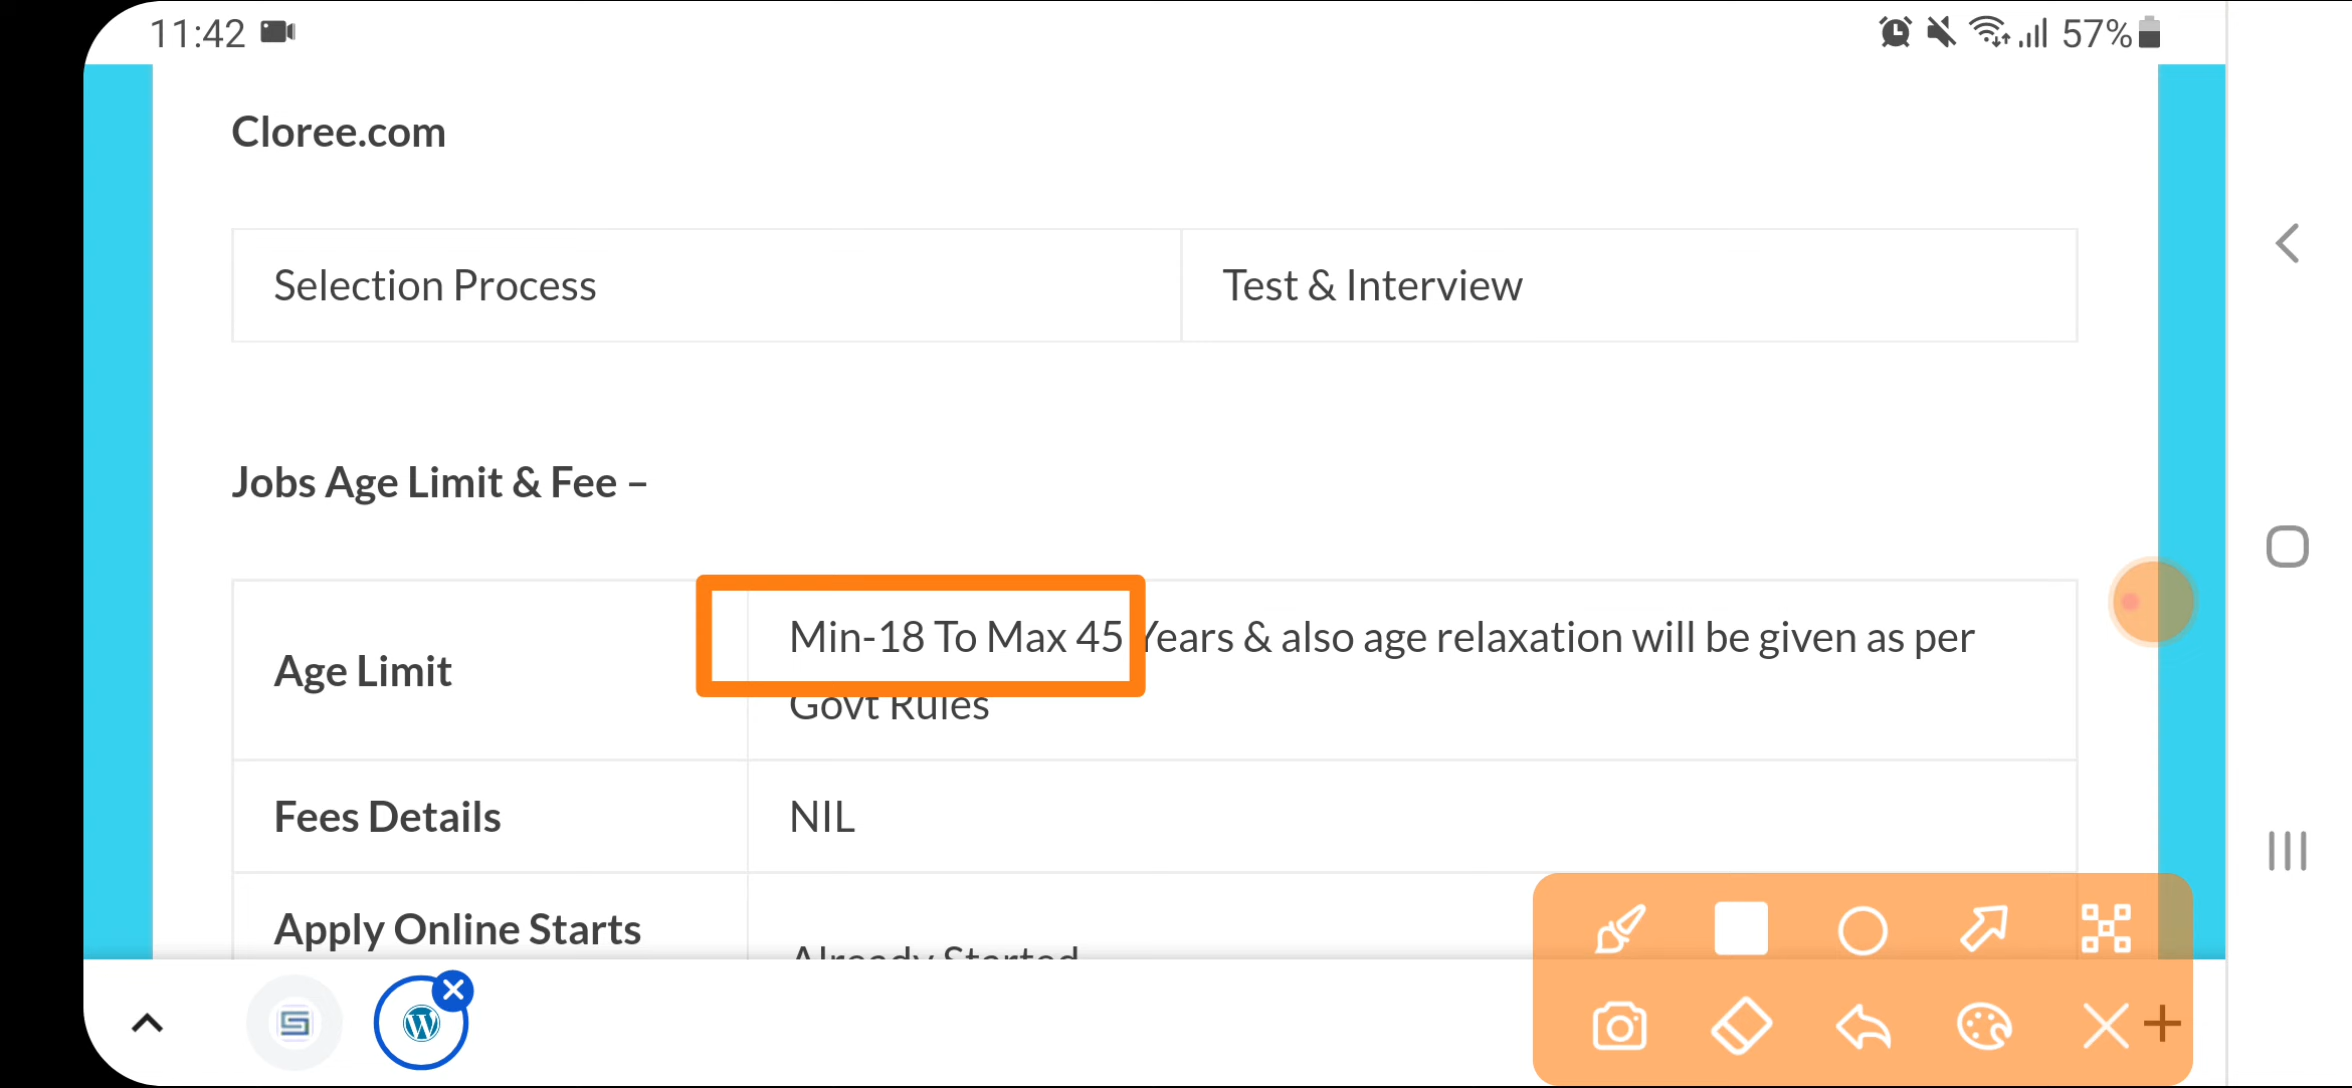 11:42
57%
Cloree.com
Selection Process Test & Interview
Jobs Age Limit & Fee –
Age Limit Min-18 To Max 45 Years & also age relaxation will be given as per
Govt Rules
Fees Details NIL
Apply Online Starts
Already Started